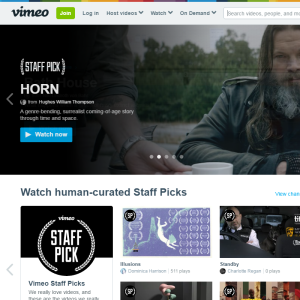 vimeo Join Log in Host videos Watch On Demand Search videos, people, and more
STAFF PICK
HORN
from Hughes William Thompson
A genre-bending, surrealist coming-of-age story
through time and space.
Watch now
Watch human-curated Staff Picks
View chan
vimeo
STAFF
PICK
Vimeo Staff Picks
We really love videos, and
these are the videos we really
SP
Illusions
Dominica Harrison | 511 plays
SP
Standby
Charlotte Regan | 0 plays
SP
SP